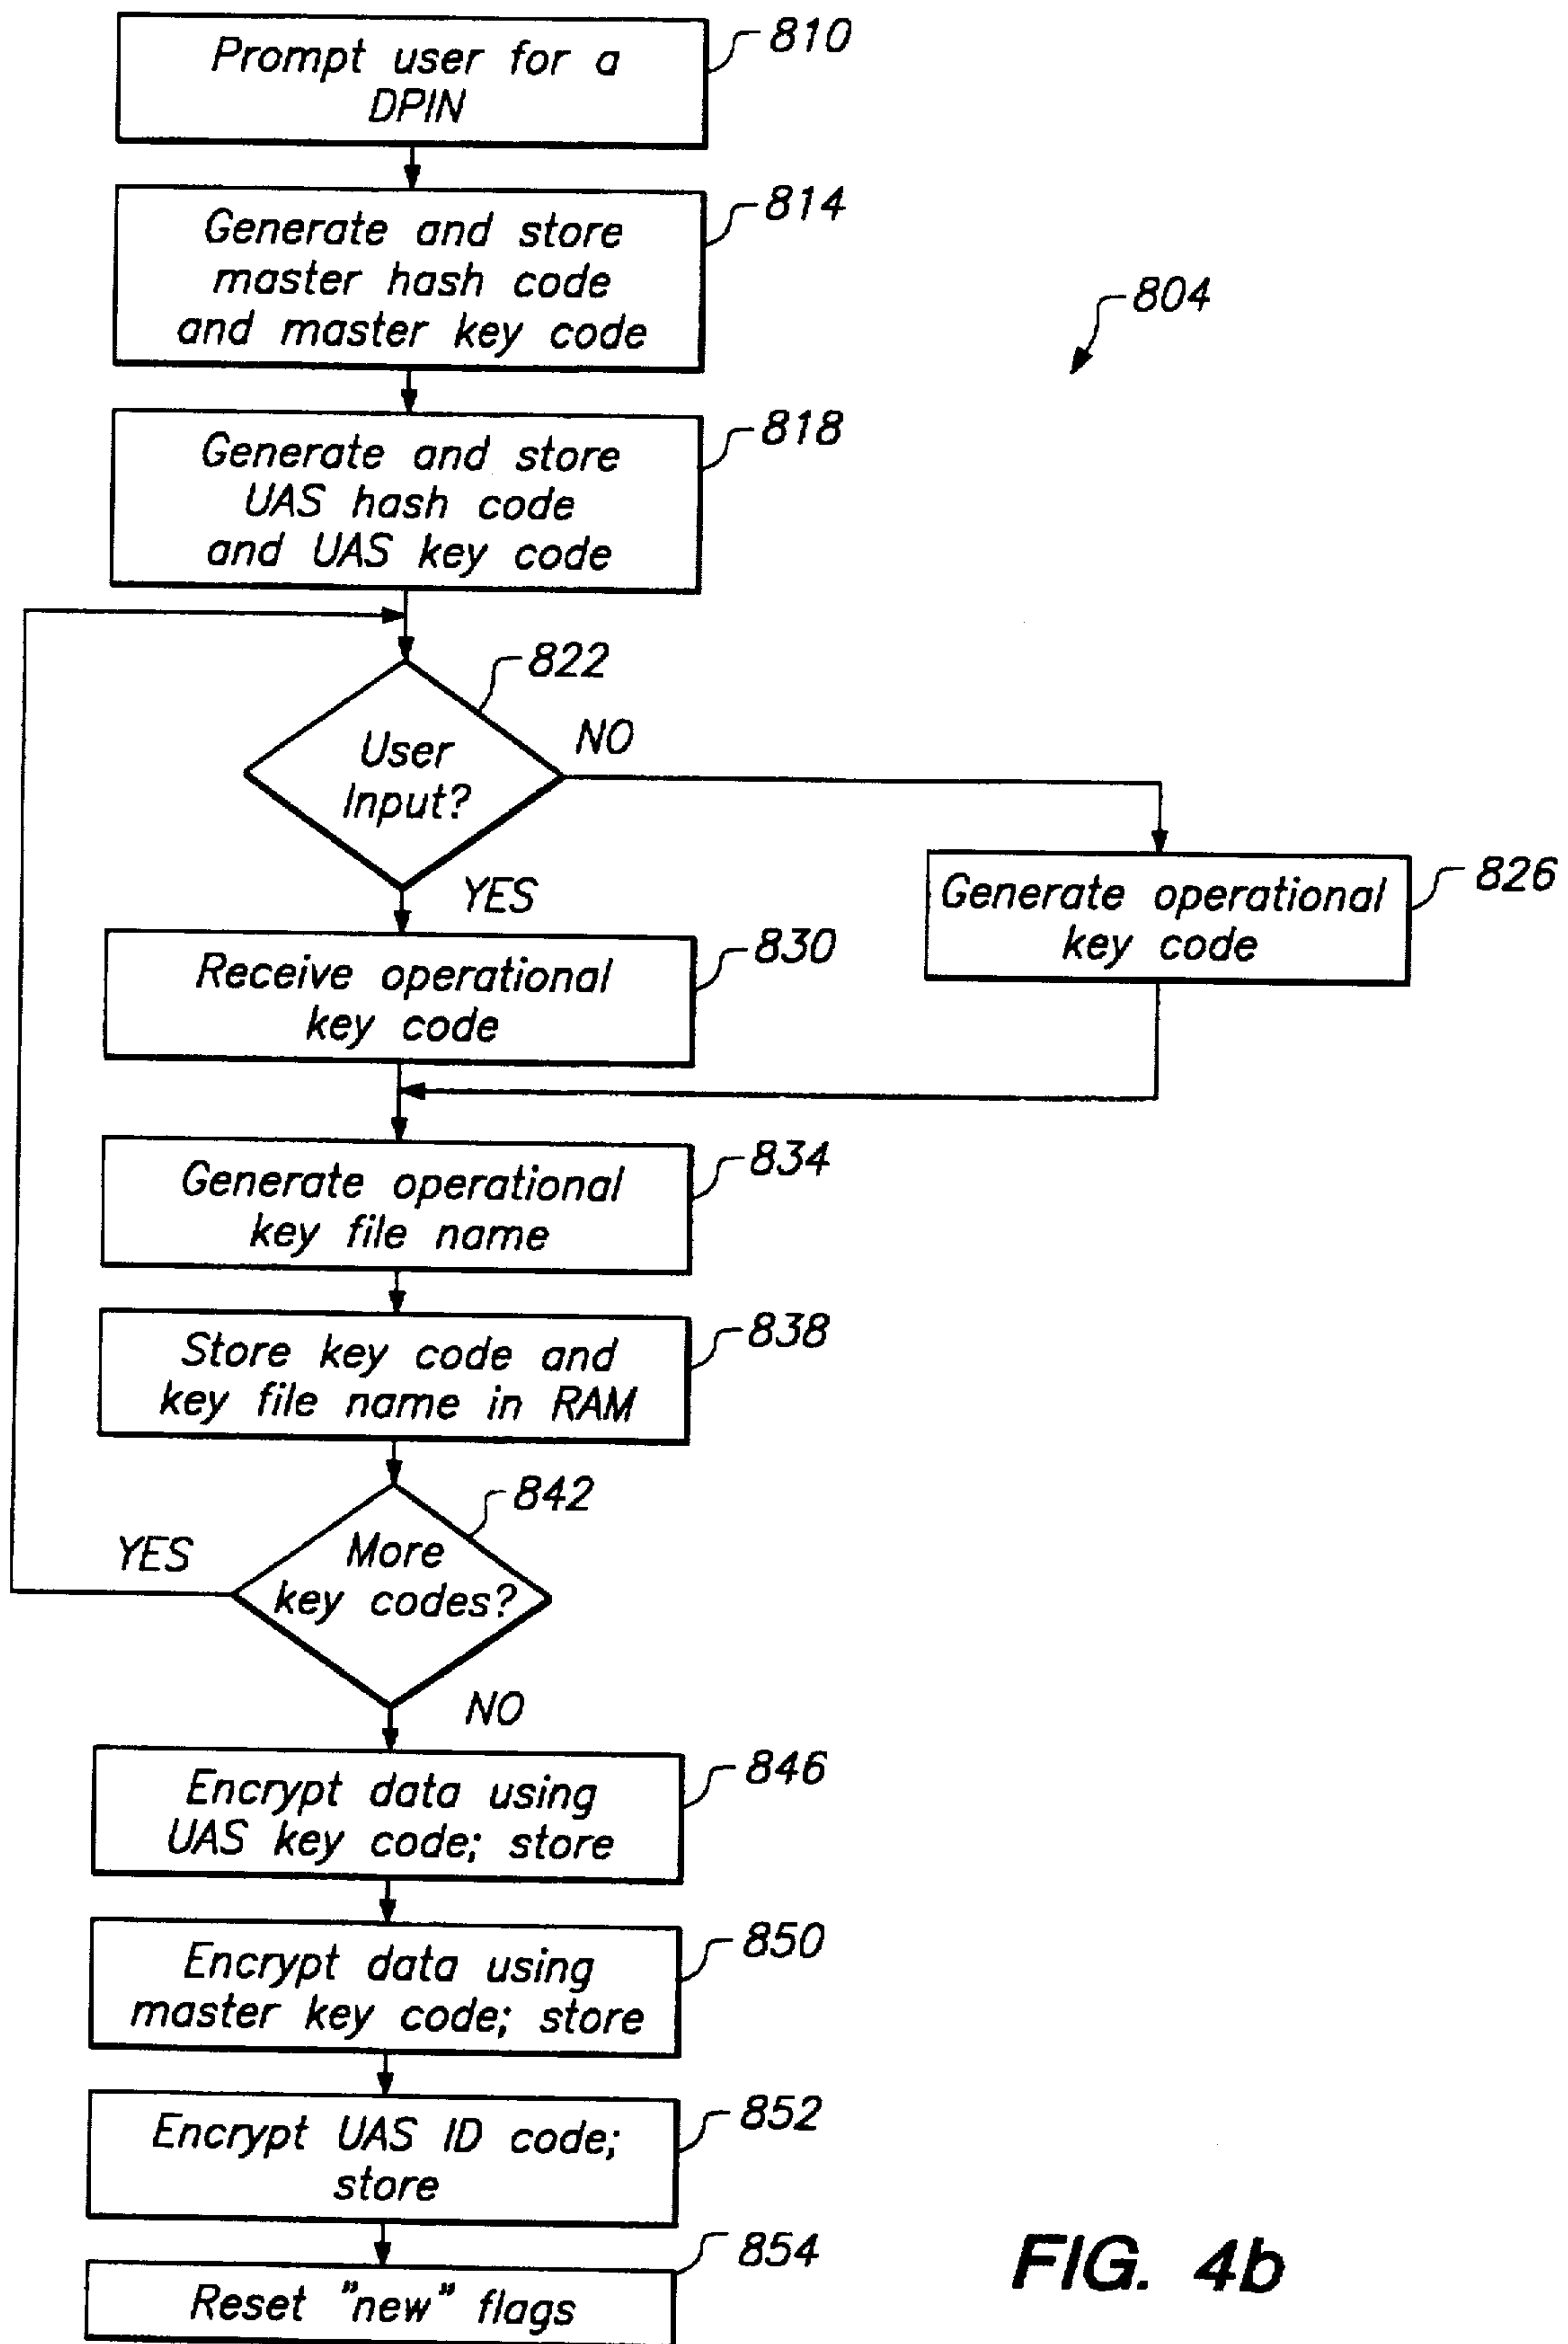 Prompt user for a
DPIN
810
Generate and store
master hash code
and master key code
814
804
Generate and store
UAS hash code
and UAS key code
818
822
User
Input?
NO
YES
Generate operational
key code
826
Receive operational
key code
830
Generate operational
key file name
834
Store key code and
key file name in RAM
838
842
More
key codes?
YES
NO
Encrypt data using
UAS key code; store
846
Encrypt data using
master key code; store
850
Encrypt UAS ID code;
store
852
Reset "new" flags
854
FIG. 4b